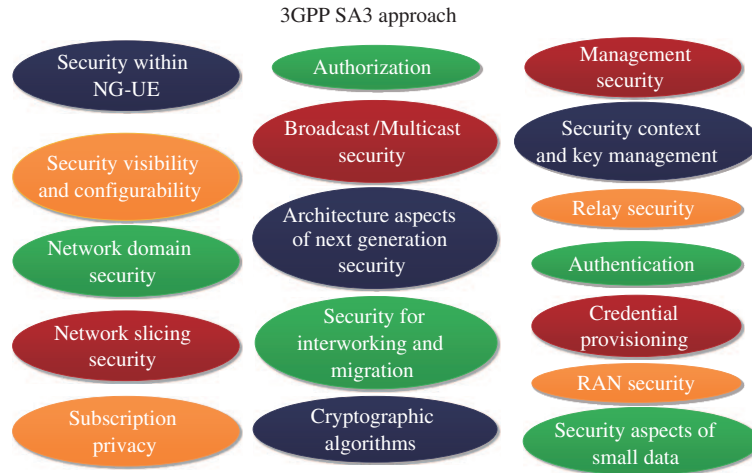 3GPP SA3 approach
Security within
NG-UE
Security visibility
and configurability
Network domain
security
Network slicing
security
Subscription
privacy
Authorization
Broadcast/Multicast
security
Architecture aspects
of next generation
security
Security for
interworking and
migration
Cryptographic
algorithms
Management
security
Security context
and key management
Relay security
Authentication
Credential
provisioning
RAN security
Security aspects of
small data